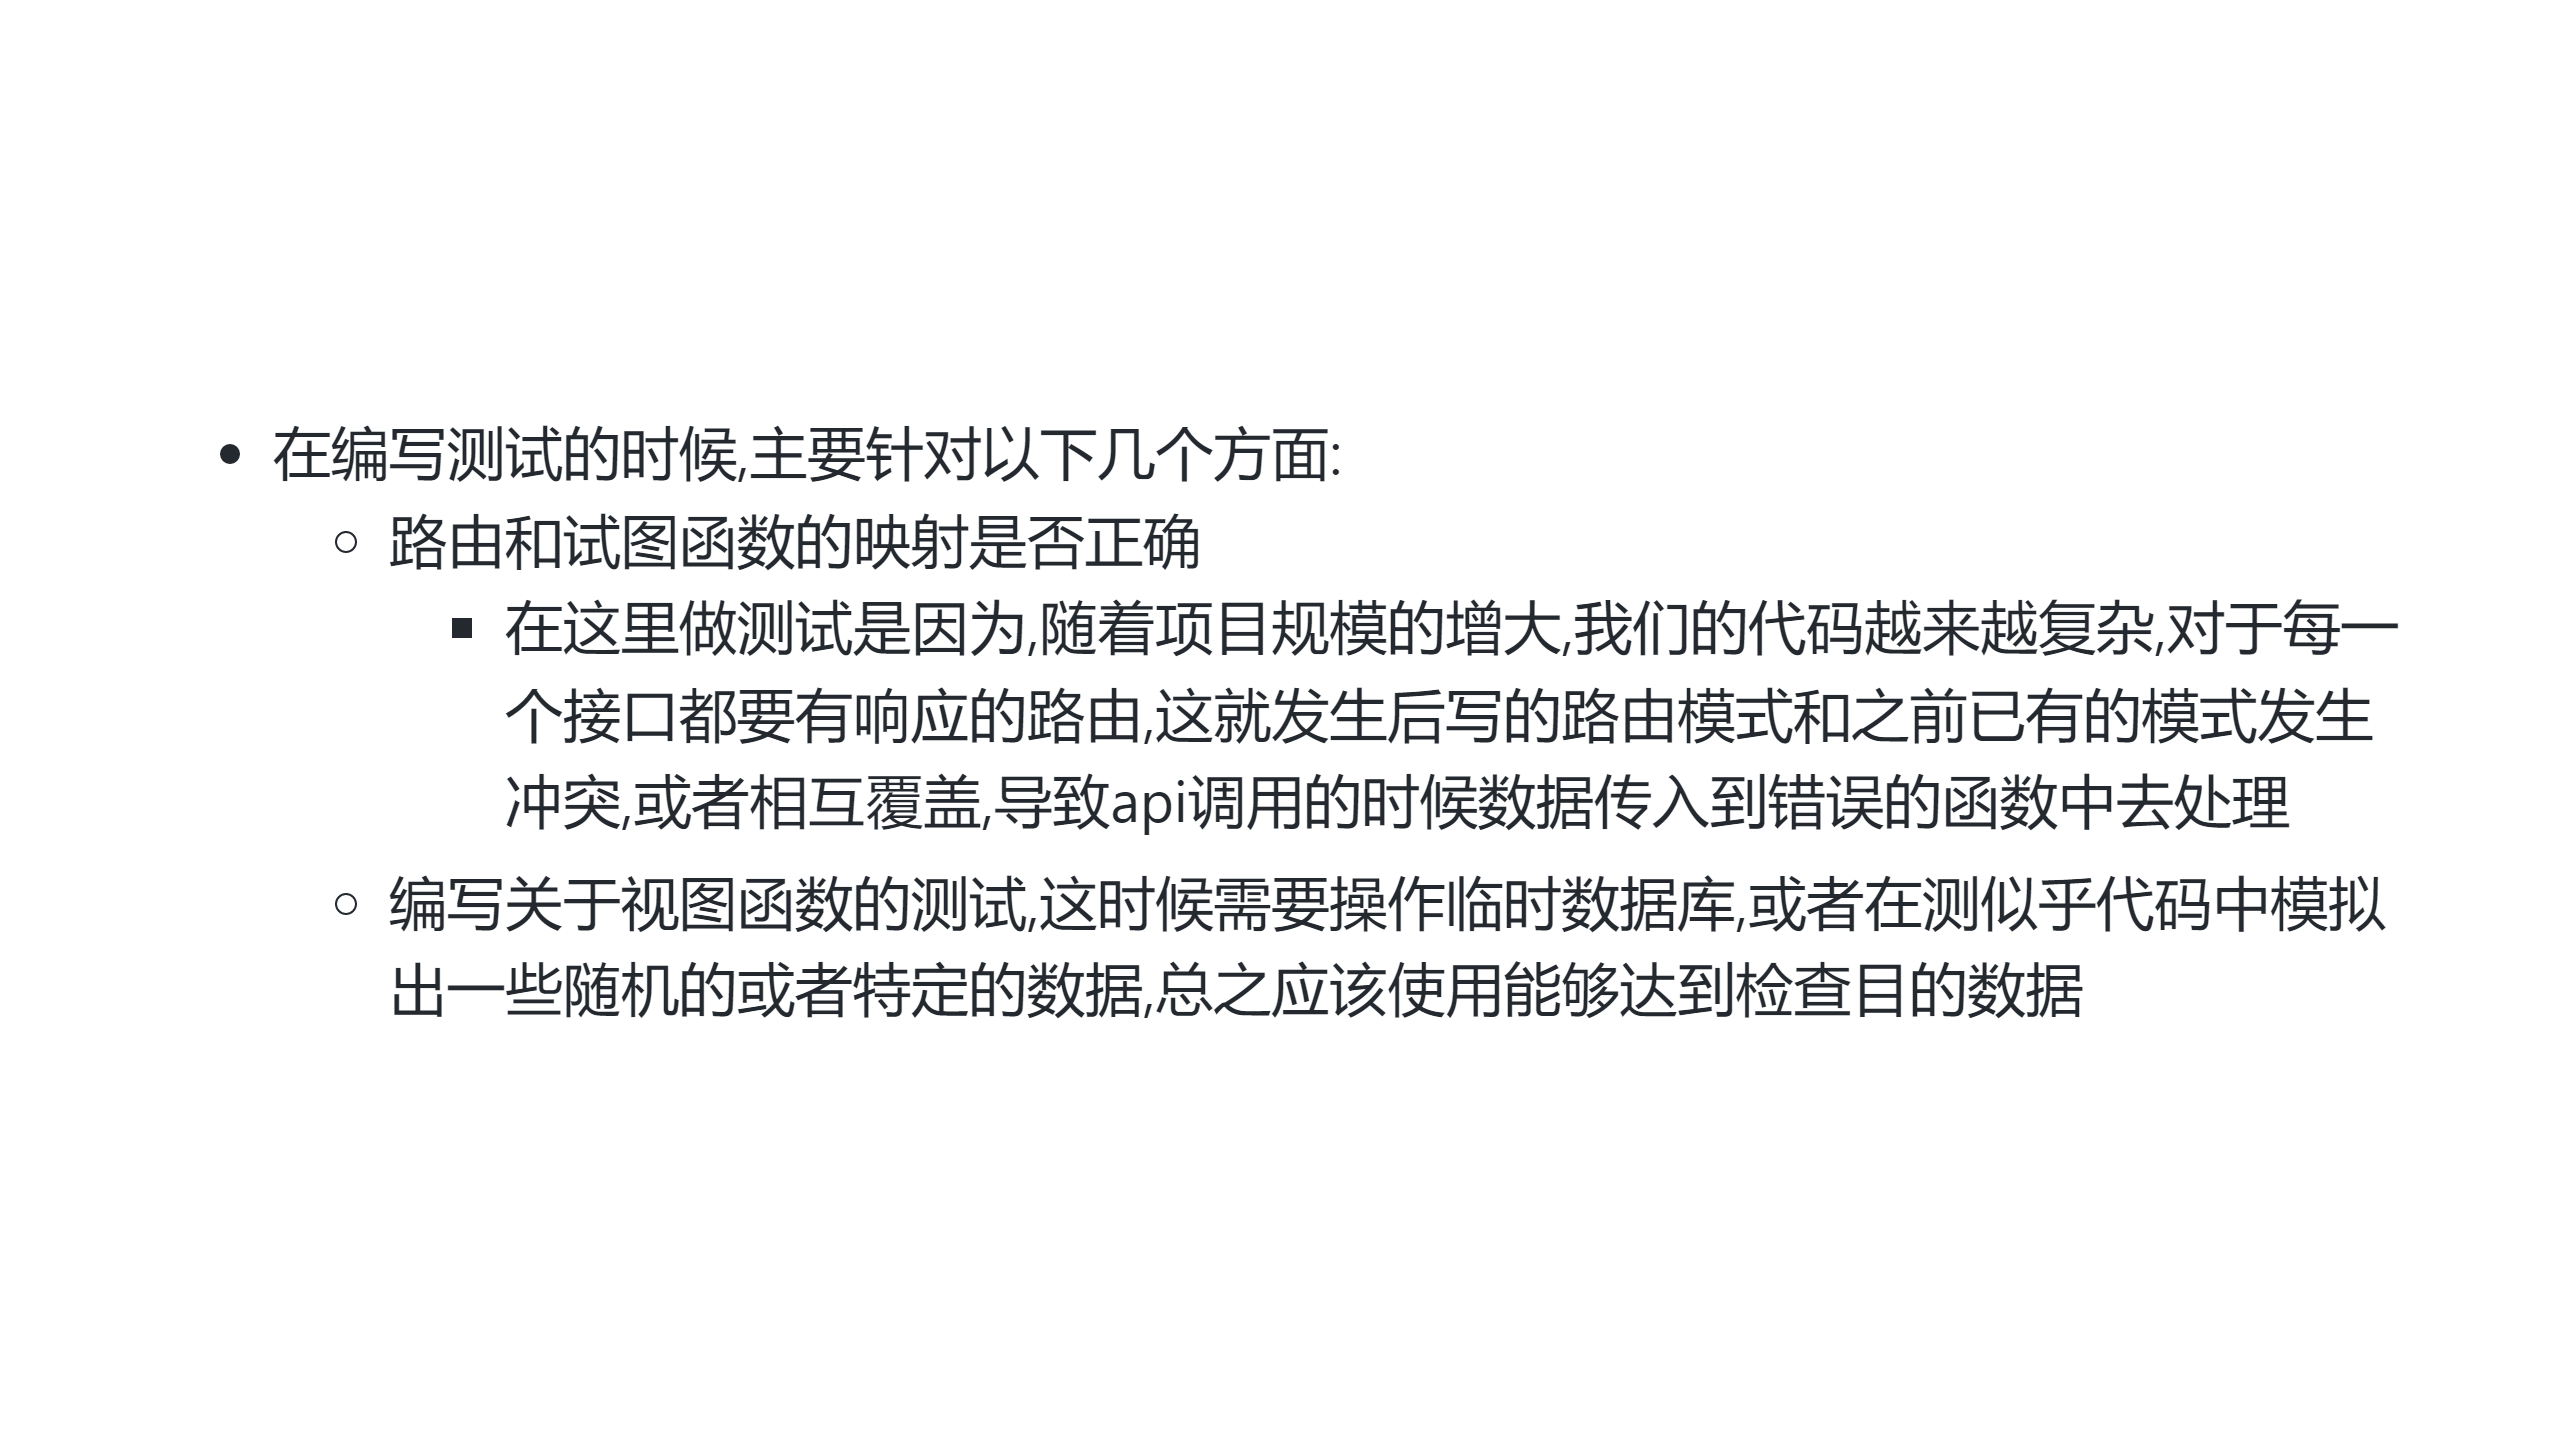 在编写测试的时候,主要针对以下几个方面:
路由和试图函数的映射是否正确
在这里做测试是因为,随着项目规模的增大,我们的代码越来越复杂,对于每一
个接口都要有响应的路由,这就发生后写的路由模式和之前已有的模式发生
冲突,或者相互覆盖,导致api调用的时候数据传入到错误的函数中去处理
编写关于视图函数的测试,这时候需要操作临时数据库,或者在测似乎代码中模拟
出一些随机的或者特定的数据,总之应该使用能够达到检查目的数据